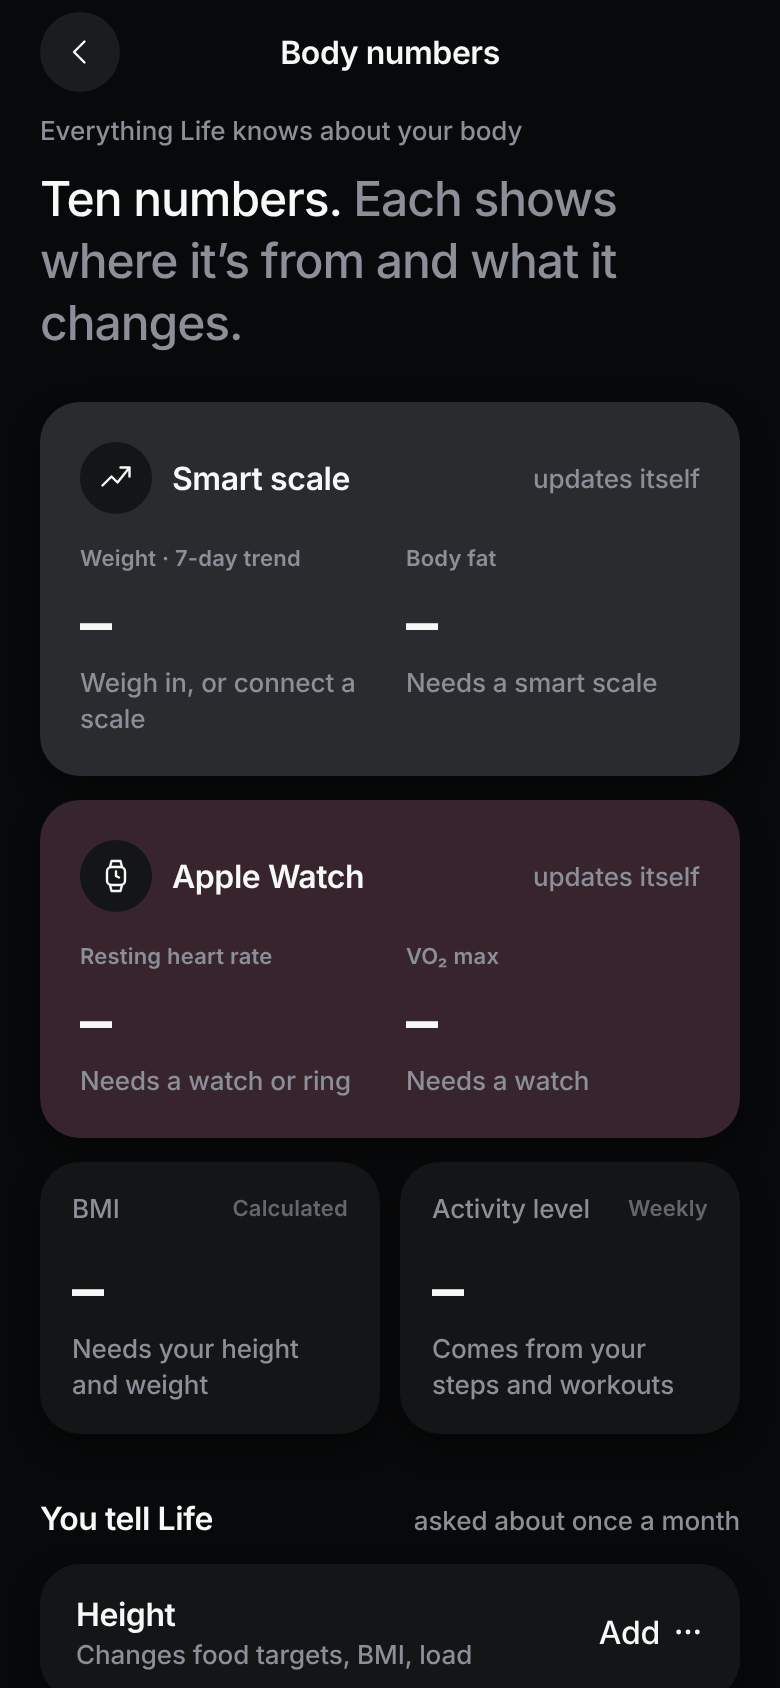 Body numbers
Everything Life knows about your body
Ten numbers. Each shows
where it’s from and what it
changes.
Smart scale
updates itself
Weight · 7-day trend
Body fat
–
–
Weigh in, or connect a
scale
Needs a smart scale
Apple Watch
updates itself
Resting heart rate
VO₂ max
–
–
Needs a watch or ring
Needs a watch
BMI
Calculated
–
Needs your height
and weight
Activity level
Weekly
–
Comes from your
steps and workouts
You tell Life
asked about once a month
Height
Changes food targets, BMI, load
Add ···